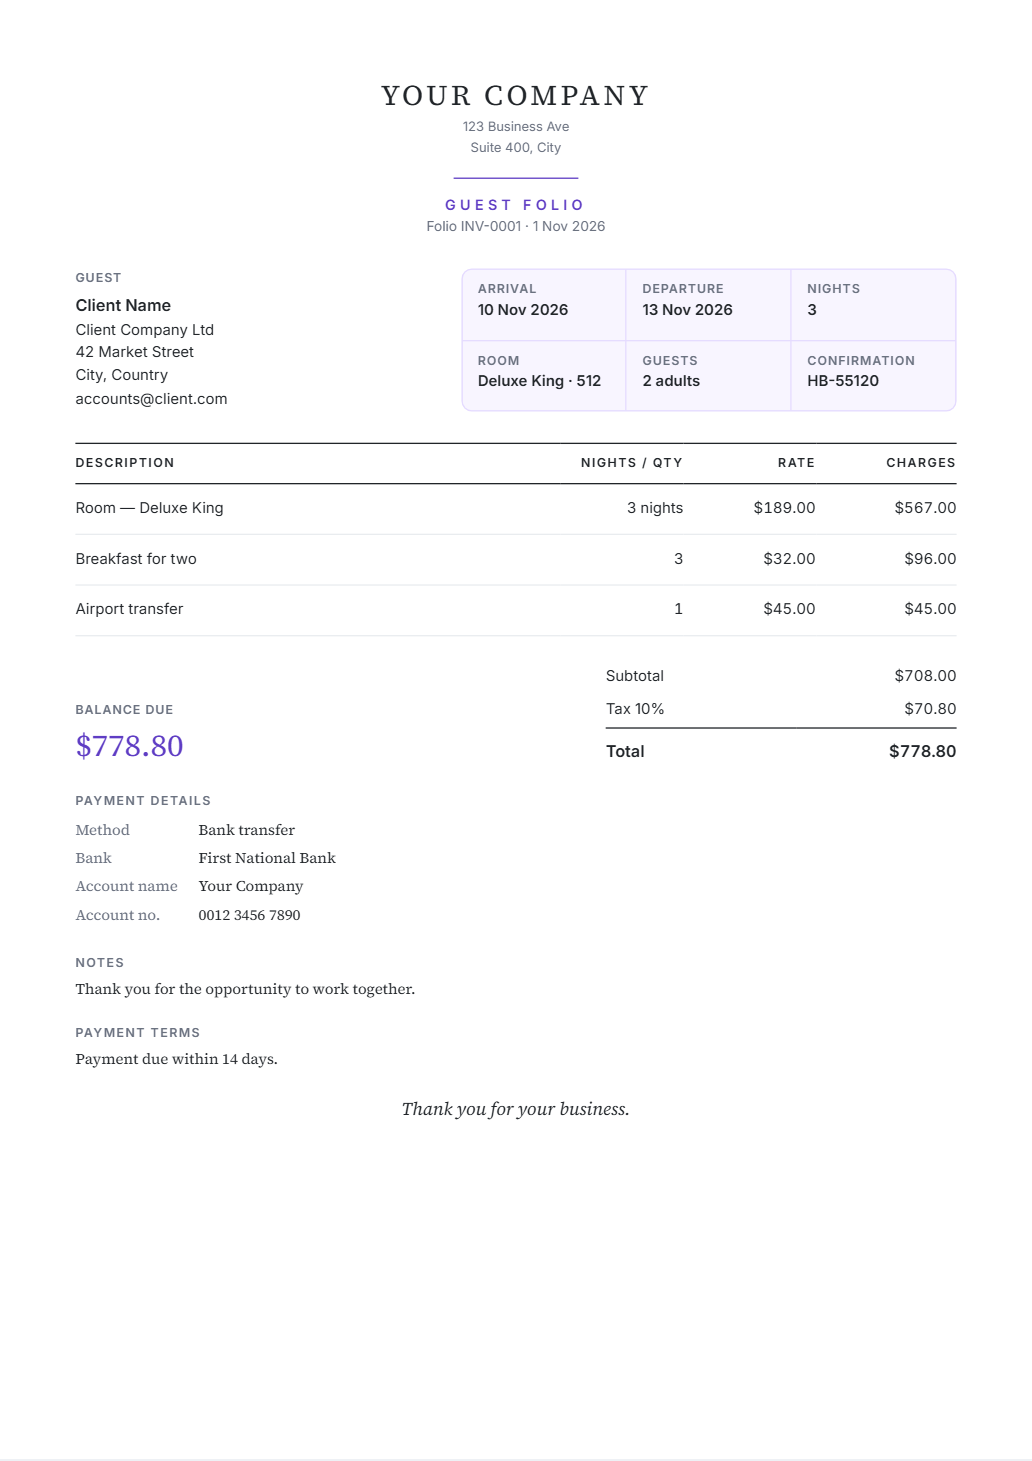 YOUR COMPANY
123 Business Ave
Suite 400, City
GUEST FOLIO
Folio INV-0001 · 1 Nov 2026
GUEST
Client Name
Client Company Ltd
42 Market Street
City, Country
accounts@client.com
ARRIVAL DEPARTURE NIGHTS
10 Nov 2026 13 Nov 2026 3
ROOM GUESTS CONFIRMATION
Deluxe King · 512 2 adults HB-55120
DESCRIPTION NIGHTS / QTY RATE CHARGES
Room — Deluxe King 3 nights $189.00 $567.00
Breakfast for two 3 $32.00 $96.00
Airport transfer 1 $45.00 $45.00
Subtotal $708.00
Tax 10% $70.80
Total $778.80
BALANCE DUE
$778.80
PAYMENT DETAILS
Method Bank transfer
Bank First National Bank
Account name Your Company
Account no. 0012 3456 7890
NOTES
Thank you for the opportunity to work together.
PAYMENT TERMS
Payment due within 14 days.
Thank you for your business.